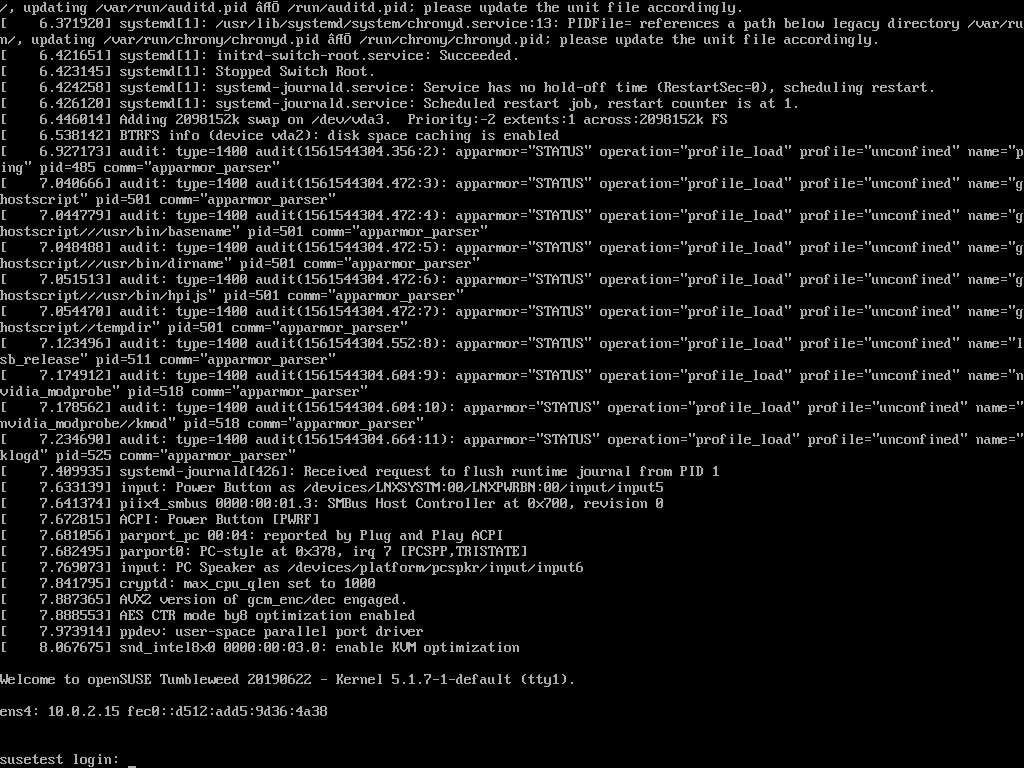 /, updating /var/run/auditd.pid âffÖ /run/auditd.pid; please update the unit file accordingly.
[    6.371920] systemd[1]: /usr/lib/systemd/system/chronyd.service:13: PIDFile= references a path below legacy directory /var/ru
n/, updating /var/run/chrony/chronyd.pid âffÖ /run/chrony/chronyd.pid; please update the unit file accordingly.
[    6.421651] systemd[1]: initrd-switch-root.service: Succeeded.
[    6.423145] systemd[1]: Stopped Switch Root.
[    6.424258] systemd[1]: systemd-journald.service: Service has no hold-off time (RestartSec=0), scheduling restart.
[    6.426120] systemd[1]: systemd-journald.service: Scheduled restart job, restart counter is at 1.
[    6.446014] Adding 2098152k swap on /dev/vda3.  Priority:-2 extents:1 across:2098152k FS
[    6.538142] BTRFS info (device vda2): disk space caching is enabled
[    6.927173] audit: type=1400 audit(1561544304.356:2): apparmor="STATUS" operation="profile_load" profile="unconfined" name="p
ing" pid=485 comm="apparmor_parser"
[    7.040666] audit: type=1400 audit(1561544304.472:3): apparmor="STATUS" operation="profile_load" profile="unconfined" name="g
hostscript" pid=501 comm="apparmor_parser"
[    7.044779] audit: type=1400 audit(1561544304.472:4): apparmor="STATUS" operation="profile_load" profile="unconfined" name="g
hostscript///usr/bin/basename" pid=501 comm="apparmor_parser"
[    7.048488] audit: type=1400 audit(1561544304.472:5): apparmor="STATUS" operation="profile_load" profile="unconfined" name="g
hostscript///usr/bin/dirname" pid=501 comm="apparmor_parser"
[    7.051513] audit: type=1400 audit(1561544304.472:6): apparmor="STATUS" operation="profile_load" profile="unconfined" name="g
hostscript///usr/bin/hpijs" pid=501 comm="apparmor_parser"
[    7.054470] audit: type=1400 audit(1561544304.472:7): apparmor="STATUS" operation="profile_load" profile="unconfined" name="g
hostscript//tempdir" pid=501 comm="apparmor_parser"
[    7.123496] audit: type=1400 audit(1561544304.552:8): apparmor="STATUS" operation="profile_load" profile="unconfined" name="l
sb_release" pid=511 comm="apparmor_parser"
[    7.174912] audit: type=1400 audit(1561544304.604:9): apparmor="STATUS" operation="profile_load" profile="unconfined" name="n
vidia_modprobe" pid=518 comm="apparmor_parser"
[    7.178562] audit: type=1400 audit(1561544304.604:10): apparmor="STATUS" operation="profile_load" profile="unconfined" name="
nvidia_modprobe//kmod" pid=518 comm="apparmor_parser"
[    7.234690] audit: type=1400 audit(1561544304.664:11): apparmor="STATUS" operation="profile_load" profile="unconfined" name="
klogd" pid=525 comm="apparmor_parser"
[    7.409935] systemd-journald[426]: Received request to flush runtime journal from PID 1
[    7.633139] input: Power Button as /devices/LNXSYSTM:00/LNXPWRBN:00/input/input5
[    7.641374] piix4_smbus 0000:00:01.3: SMBus Host Controller at 0x700, revision 0
[    7.672815] ACPI: Power Button [PWRF]
[    7.681056] parport_pc 00:04: reported by Plug and Play ACPI
[    7.682495] parport0: PC-style at 0x378, irq 7 [PCSPP,TRISTATE]
[    7.769073] input: PC Speaker as /devices/platform/pcspkr/input/input6
[    7.841795] cryptd: max_cpu_qlen set to 1000
[    7.887365] AVX2 version of gcm_enc/dec engaged.
[    7.888553] AES CTR mode by8 optimization enabled
[    7.973914] ppdev: user-space parallel port driver
[    8.067675] snd_intel8x0 0000:00:03.0: enable KVM optimization
Welcome to openSUSE Tumbleweed 20190622 - Kernel 5.1.7-1-default (tty1).
ens4: 10.0.2.15 fec0::d512:add5:9d36:4a38
susetest login: _